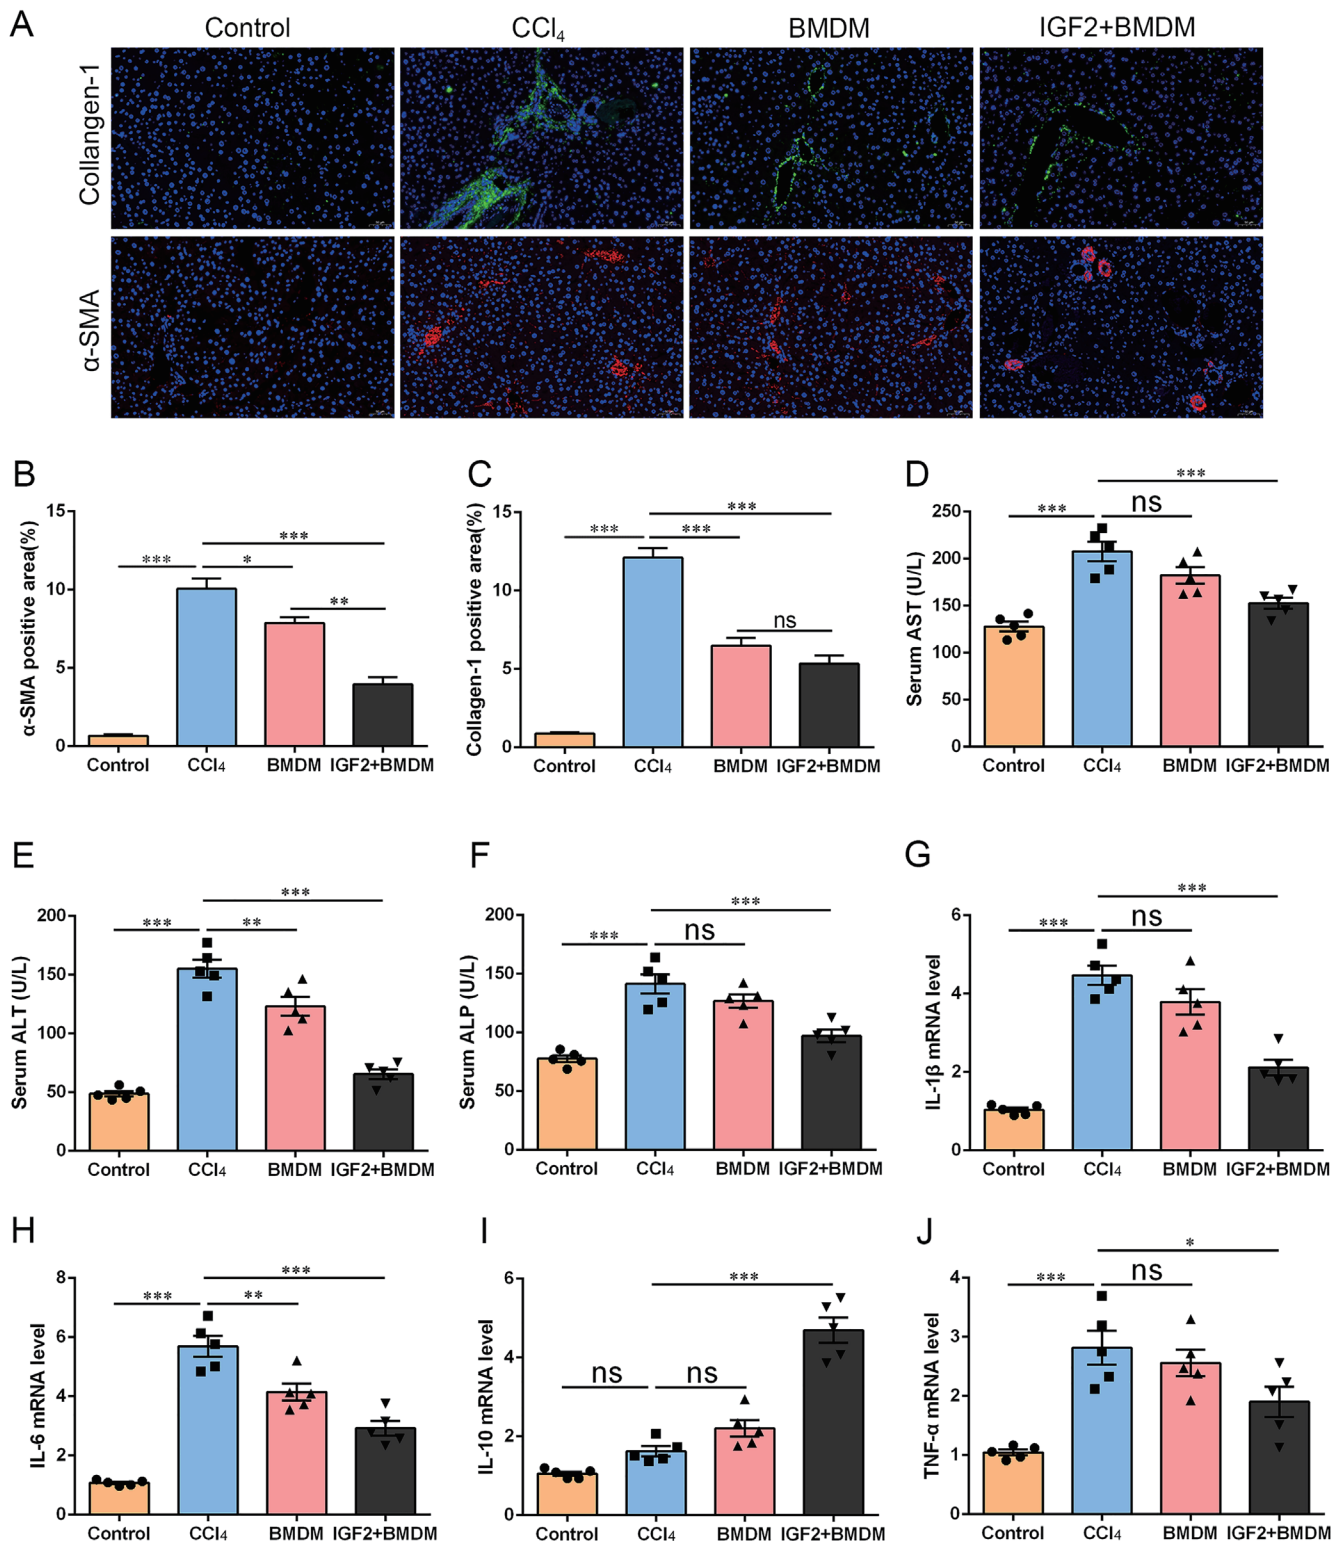 A
Control CCl₄ BMDM IGF2+BMDM
Collangen-1
α-SMA
B
α-SMA positive area(%)
15
10
5
0
*** * *** **
Control CCl₄ BMDM IGF2+BMDM
C
Collagen-1 positive area(%)
15
10
5
0
*** *** *** ns
Control CCl₄ BMDM IGF2+BMDM
D
Serum AST (U/L)
250
200
150
100
50
0
*** ns ***
Control CCl₄ BMDM IGF2+BMDM
E
Serum ALT (U/L)
200
150
100
50
0
*** ** ***
Control CCl₄ BMDM IGF2+BMDM
F
Serum ALP (U/L)
200
150
100
50
0
*** ns ***
Control CCl₄ BMDM IGF2+BMDM
G
IL-1β mRNA level
6
4
2
0
*** ns ***
Control CCl₄ BMDM IGF2+BMDM
H
IL-6 mRNA level
8
6
4
2
0
*** ** ***
Control CCl₄ BMDM IGF2+BMDM
I
IL-10 mRNA level
6
4
2
0
ns ns ***
Control CCl₄ BMDM IGF2+BMDM
J
TNF-α mRNA level
4
3
2
1
0
*** ns *
Control CCl₄ BMDM IGF2+BMDM